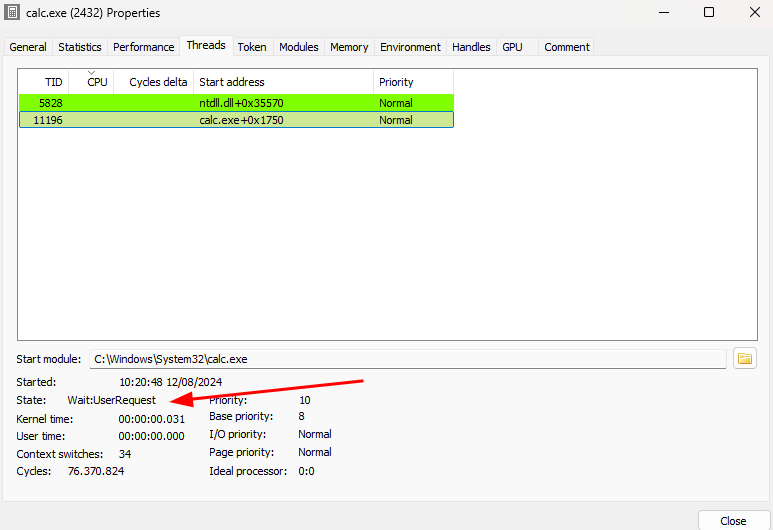 calc.exe (2432) Properties
General Statistics Performance Threads Token Modules Memory Environment Handles GPU Comment
TID CPU Cycles delta Start address Priority
5828 ntdll.dll+0x35570 Normal
11196 calc.exe+0x1750 Normal
Start module: C:\Windows\System32\calc.exe
Started: 10:20:48 12/08/2024
State: Wait:UserRequest Priority: 10
Kernel time: 00:00:00.031 Base priority: 8
User time: 00:00:00.000 I/O priority: Normal
Context switches: 34 Page priority: Normal
Cycles: 76.370.824 Ideal processor: 0:0
Close